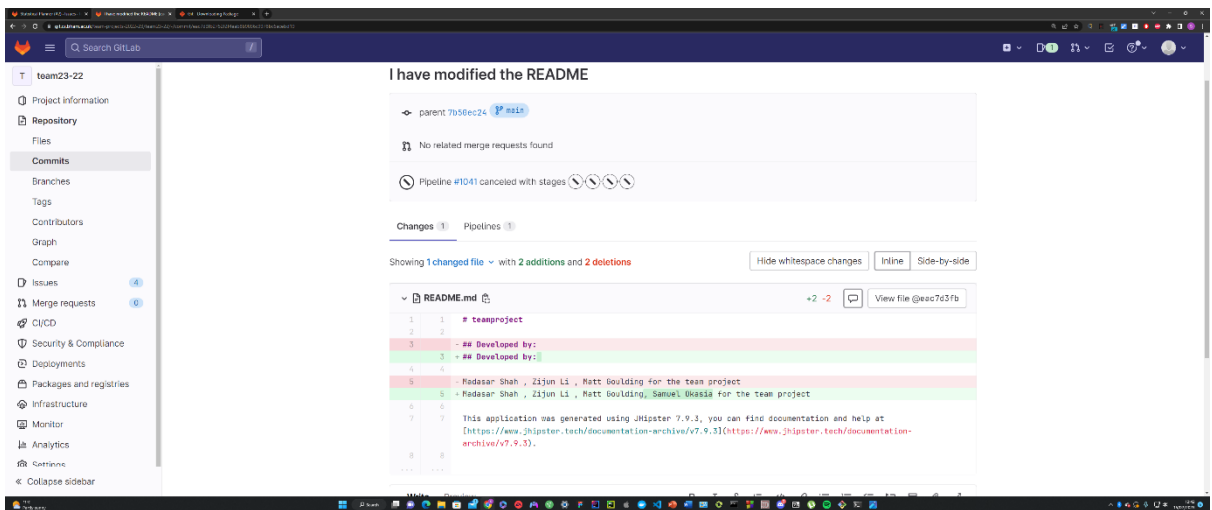 I have modified the README
Search GitLab
/
1
T team23-22
Project information
Repository
Files
Commits
Branches
Tags
Contributors
Graph
Compare
Issues 4
Merge requests 0
CI/CD
Security & Compliance
Deployments
Packages and registries
Infrastructure
Monitor
Analytics
Settings
Collapse sidebar
I have modified the README
parent 7b50ec24 main
No related merge requests found
Pipeline #1041 canceled with stages
Changes 1 Pipelines 1
Showing 1 changed file with 2 additions and 2 deletions
Hide whitespace changes Inline Side-by-side
README.md +2 -2 View file @eac7d3fb
1 1 # teamproject
2 2
3 - ## Developed by:
3 + ## Developed by:
4 4
5 - Madasar Shah , Zijun Li , Matt Goulding for the team project
5 + Madasar Shah , Zijun Li , Matt Goulding, Samuel Okasia for the team project
6 6
7 7 This application was generated using JHipster 7.9.3, you can find documentation and help at
[https://www.jhipster.tech/documentation-archive/v7.9.3](https://www.jhipster.tech/documentation-
archive/v7.9.3).
8 8
... ...
Write Preview
Search